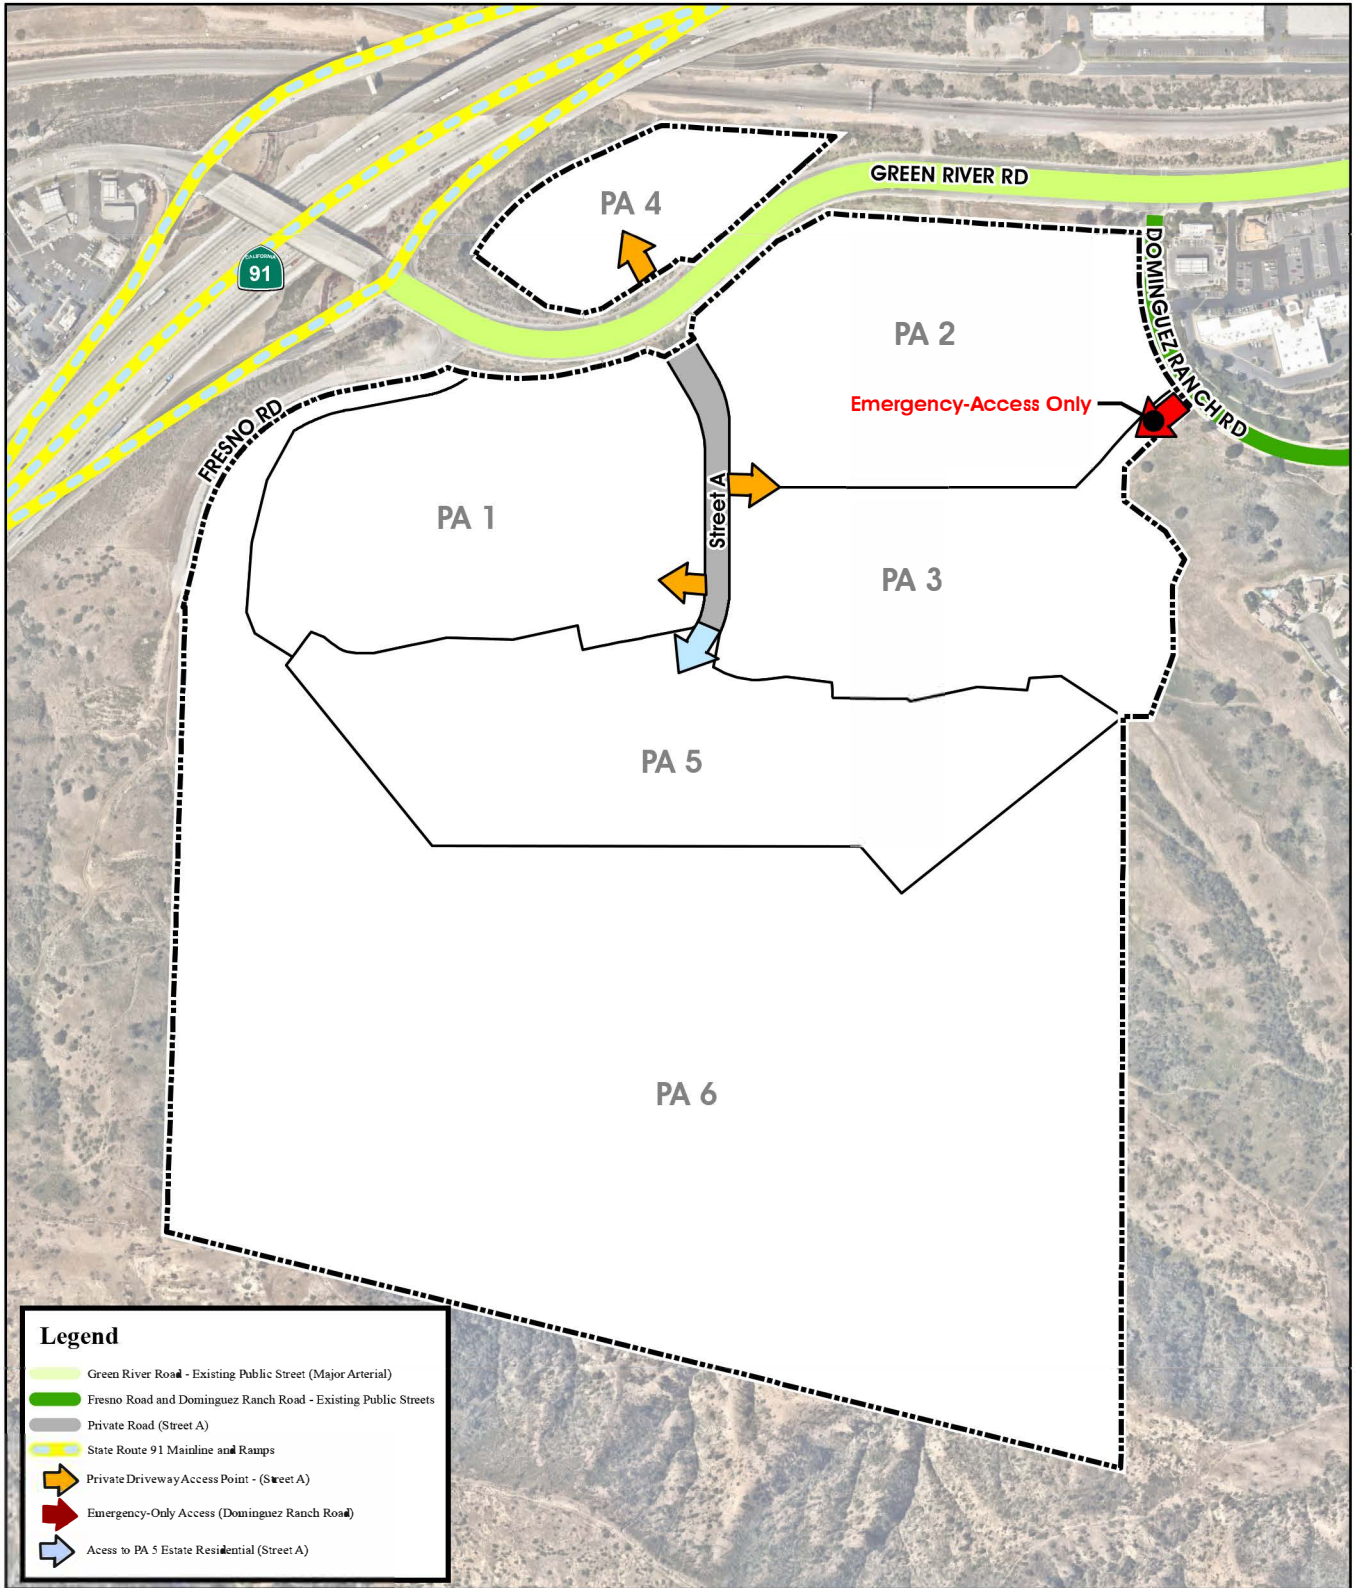 GREEN RIVER RD
PA 4
DOMINGUEZ RANCH RD
CALIFORNIA
91
PA 2
Emergency-Access Only
FRESNO RD
Street A
PA 1
PA 3
PA 5
PA 6
Legend
Green River Road - Existing Public Street (Major Arterial)
Fresno Road and Dominguez Ranch Road - Existing Public Streets
Private Road (Street A)
State Route 91 Mainline and Ramps
Private Driveway Access Point - (Street A)
Emergency-Only Access (Dominguez Ranch Road)
Acess to PA 5 Estate Residential (Street A)